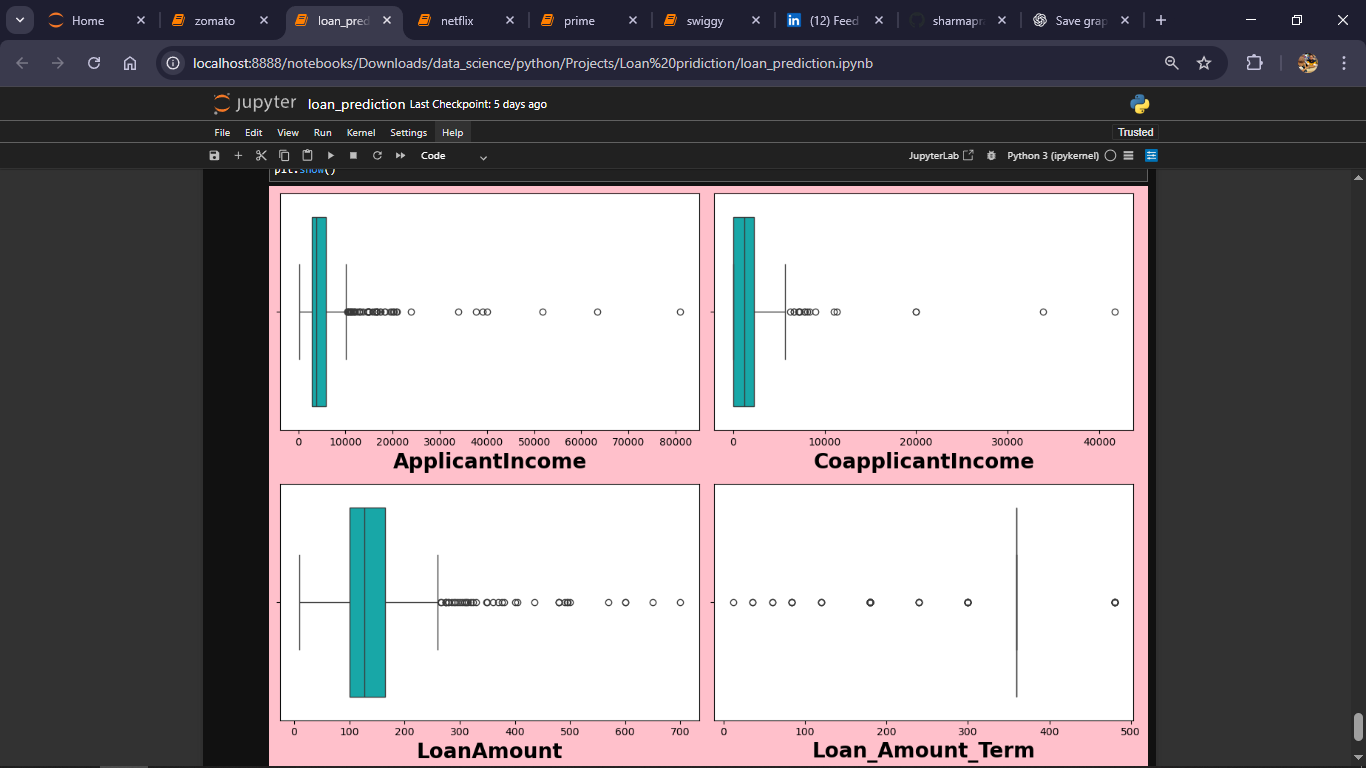 Home zomato loan_pred netflix prime swiggy (12) Feed sharmapra Save grap
localhost:8888/notebooks/Downloads/data_science/python/Projects/Loan%20pridiction/loan_prediction.ipynb
jupyter loan_prediction Last Checkpoint: 5 days ago
File Edit View Run Kernel Settings Help Trusted
Code JupyterLab Python 3 (ipykernel)
plt.show()
0 10000 20000 30000 40000 50000 60000 70000 80000
ApplicantIncome
0 10000 20000 30000 40000
CoapplicantIncome
0 100 200 300 400 500 600 700
LoanAmount
0 100 200 300 400 500
Loan_Amount_Term